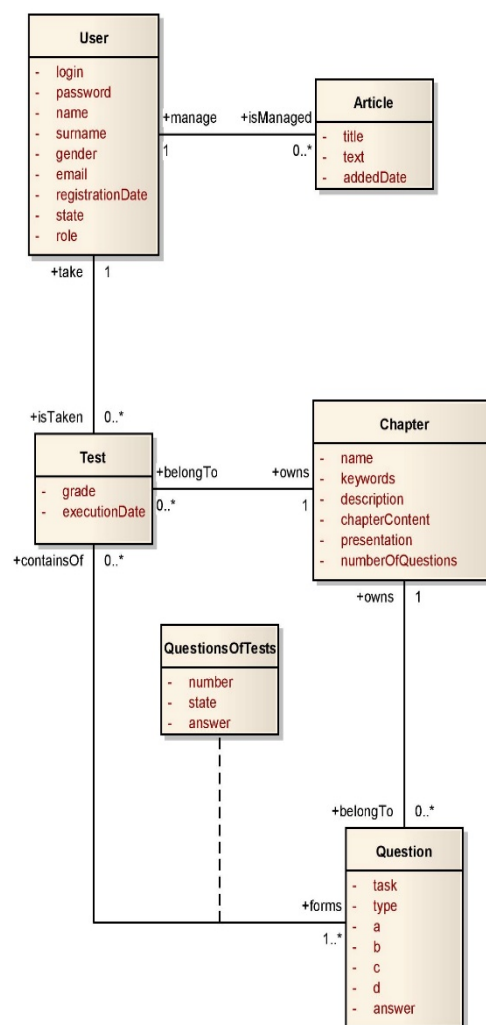 User
- login
- password
- name
- surname
- gender
- email
- registrationDate
- state
- role
+manage
1
+isManaged
0..*
Article
- title
- text
- addedDate
+take
1
+isTaken
0..*
Test
- grade
- executionDate
+belongTo
0..*
+owns
1
Chapter
- name
- keywords
- description
- chapterContent
- presentation
- numberOfQuestions
+containsOf
0..*
+owns
1
QuestionsOfTests
- number
- state
- answer
+belongTo
0..*
+forms
1..*
Question
- task
- type
- a
- b
- c
- d
- answer